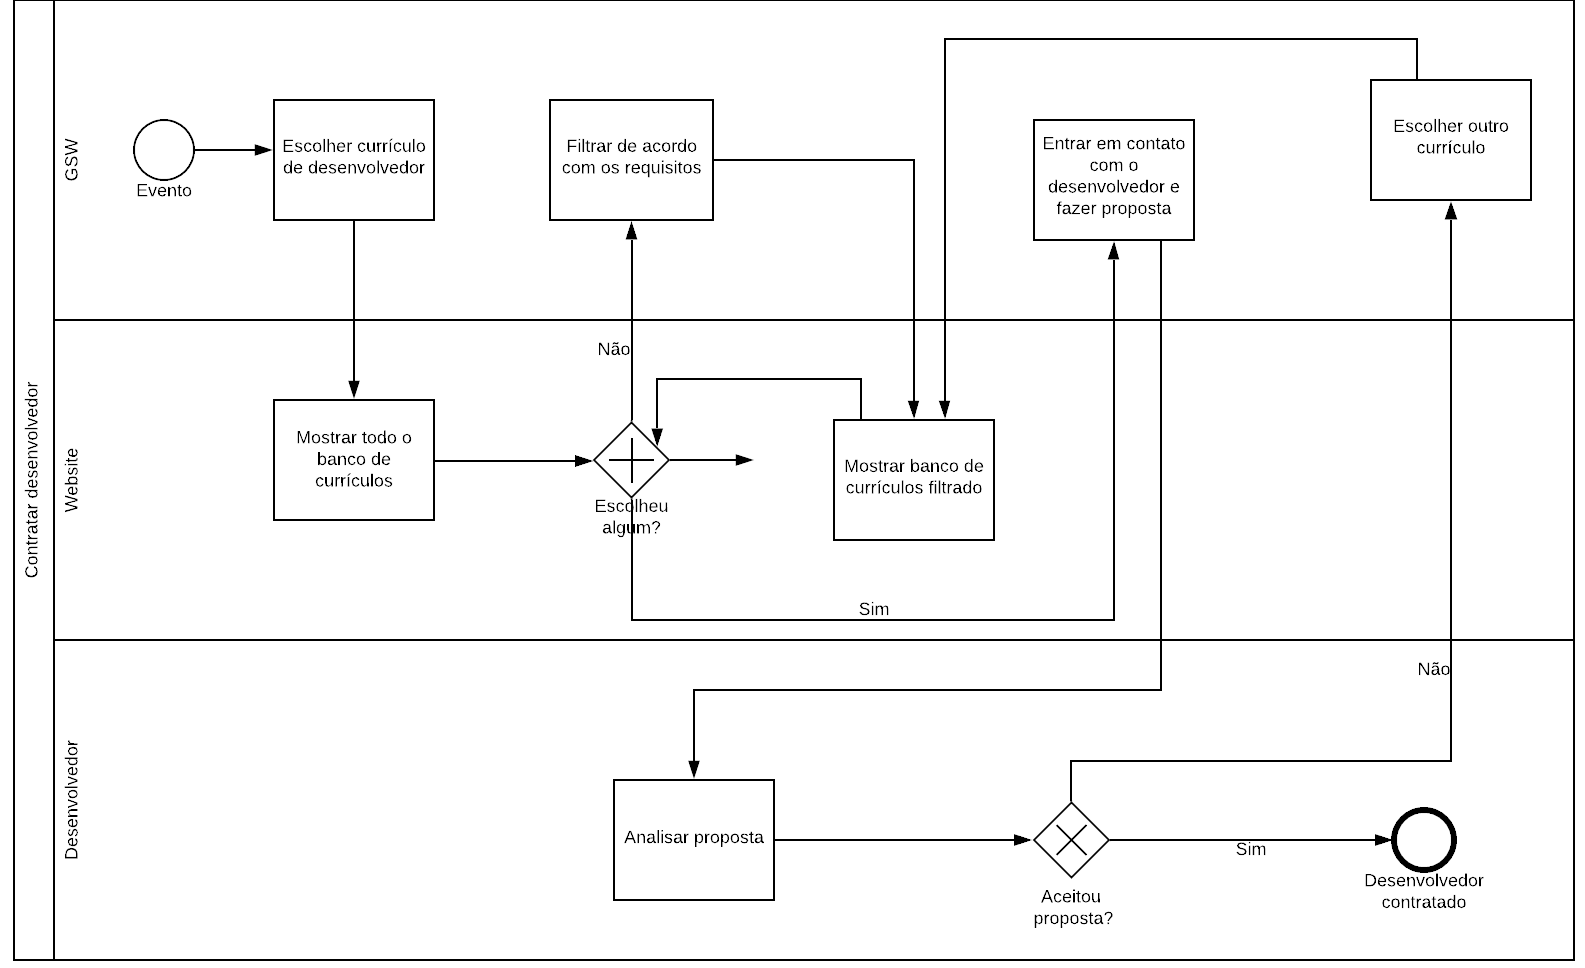 Contratar desenvolvedor
GSW
Evento
Escolher currículo
de desenvolvedor
Filtrar de acordo
com os requisitos
Entrar em contato
com o
desenvolvedor e
fazer proposta
Escolher outro
currículo
Website
Não
Mostrar todo o
banco de
currículos
Escolheu
algum?
Mostrar banco de
currículos filtrado
Sim
Desenvolvedor
Não
Analisar proposta
Aceitou
proposta?
Sim
Desenvolvedor
contratado